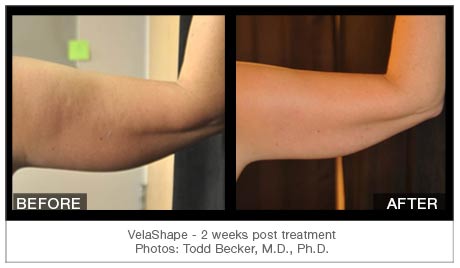 BEFORE
AFTER
VelaShape - 2 weeks post treatment
Photos: Todd Becker, M.D., Ph.D.